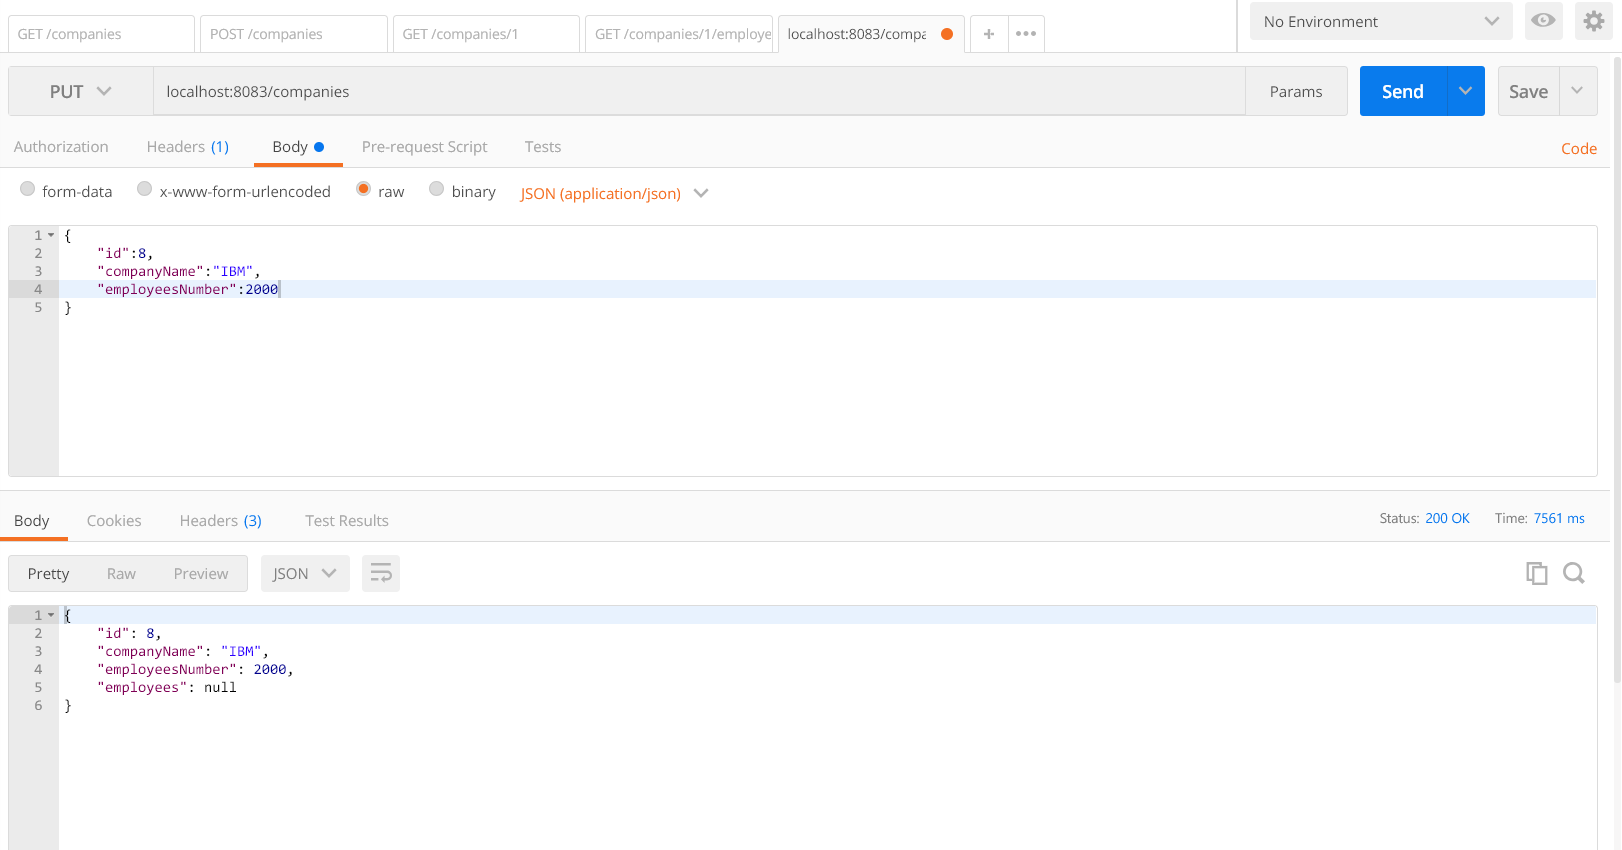 GET /companies
POST /companies
GET /companies/1
GET /companies/1/employe
localhost:8083/compa
+
•••
No Environment
PUT
localhost:8083/companies
Params
Send
Save
Authorization
Headers (1)
Body
Pre-request Script
Tests
Code
form-data
x-www-form-urlencoded
raw
binary
JSON (application/json)
1 {
2 "id":8,
3 "companyName":"IBM",
4 "employeesNumber":2000
5 }
Body
Cookies
Headers (3)
Test Results
Status: 200 OK
Time: 7561 ms
Pretty
Raw
Preview
JSON
1 {
2 "id": 8,
3 "companyName": "IBM",
4 "employeesNumber": 2000,
5 "employees": null
6 }